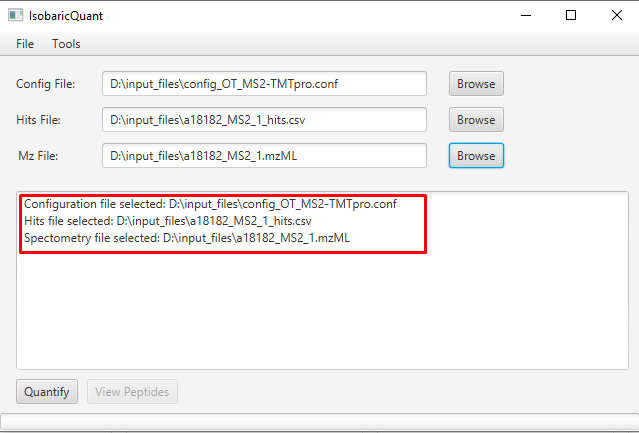 IsobaricQuant
File Tools
Config File: D:\input_files\config_OT_MS2-TMTpro.conf Browse
Hits File: D:\input_files\a18182_MS2_1_hits.csv Browse
Mz File: D:\input_files\a18182_MS2_1.mzML Browse
Configuration file selected: D:\input_files\config_OT_MS2-TMTpro.conf
Hits file selected: D:\input_files\a18182_MS2_1_hits.csv
Spectometry file selected: D:\input_files\a18182_MS2_1.mzML
Quantify View Peptides